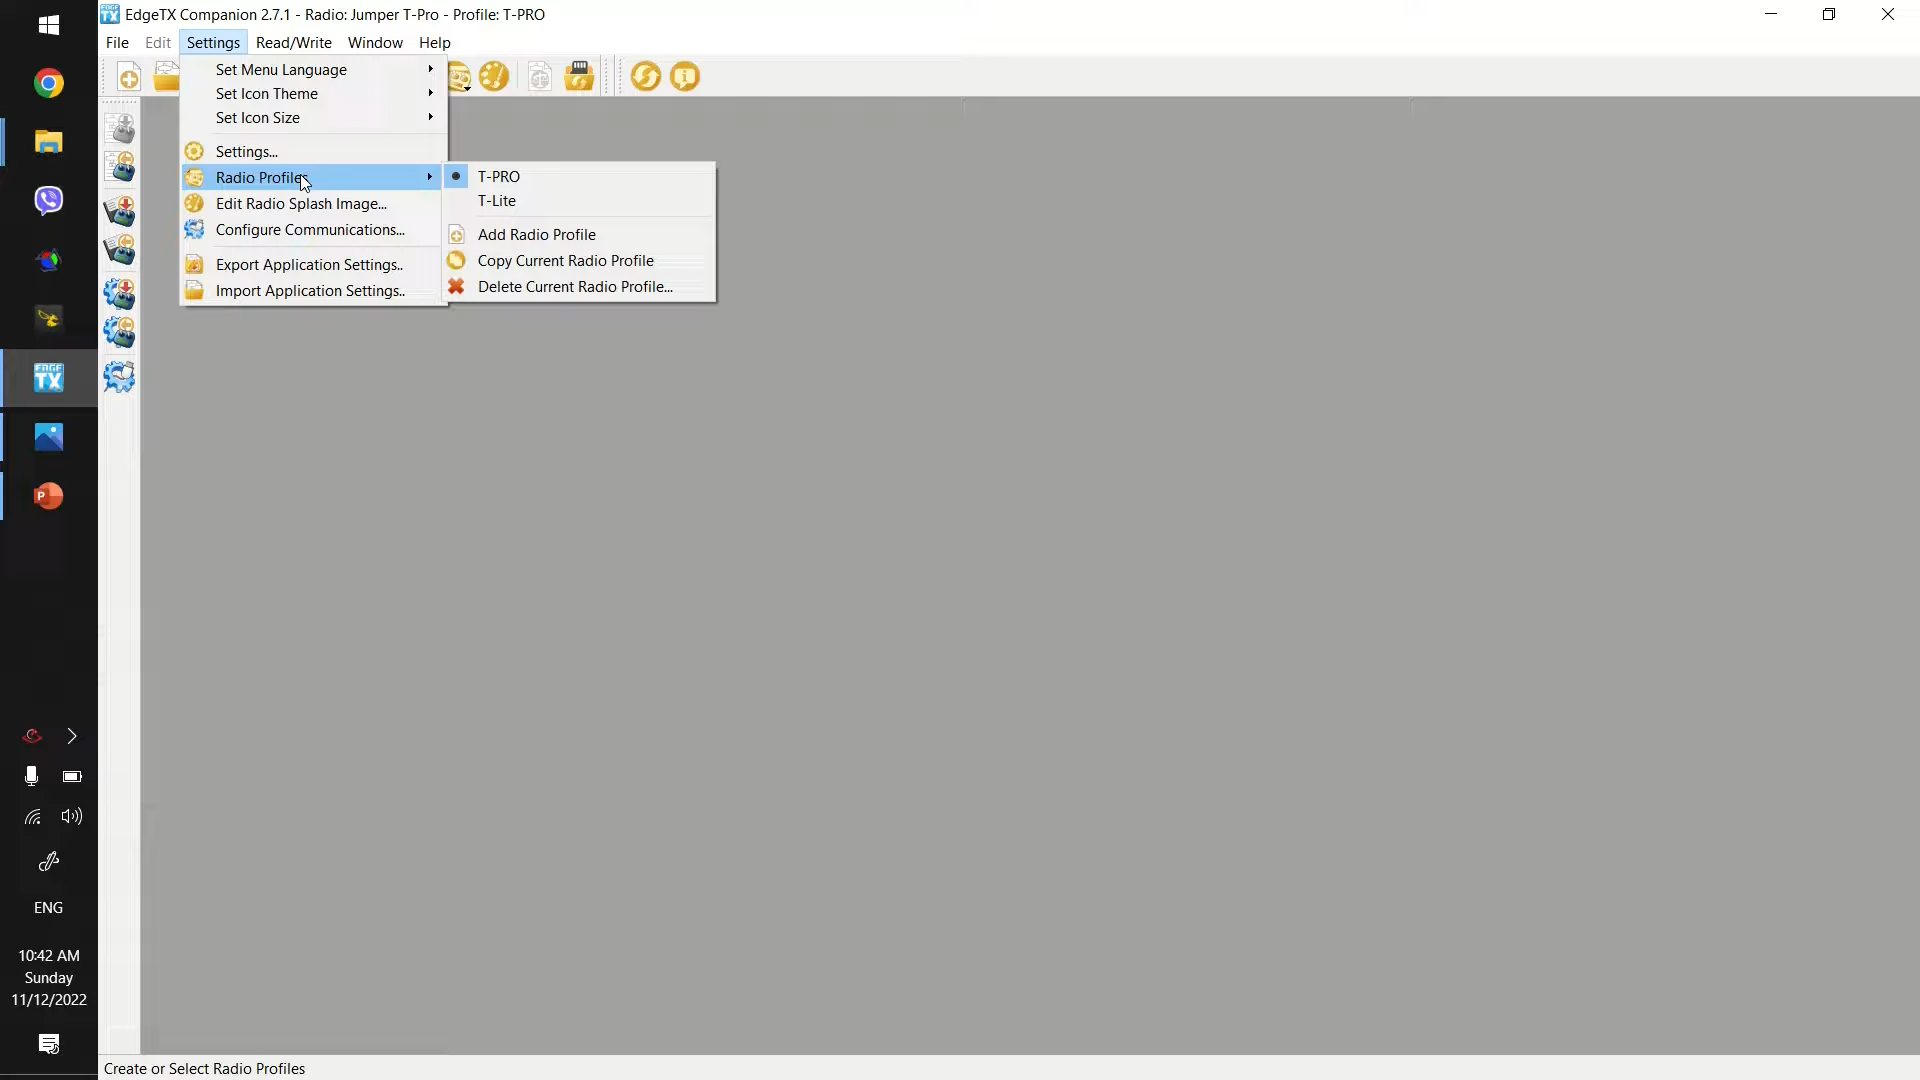 EdgeTX Companion 2.7.1 - Radio: Jumper T-Pro - Profile: T-PRO
File Edit Settings Read/Write Window Help
Set Menu Language
Set Icon Theme
Set Icon Size
Settings...
Radio Profiles
Edit Radio Splash Image...
Configure Communications...
Export Application Settings..
Import Application Settings..
T-PRO
T-Lite
Add Radio Profile
Copy Current Radio Profile
Delete Current Radio Profile...
EDGE
TX
P
ENG
10:42 AM
Sunday
11/12/2022
Create or Select Radio Profiles